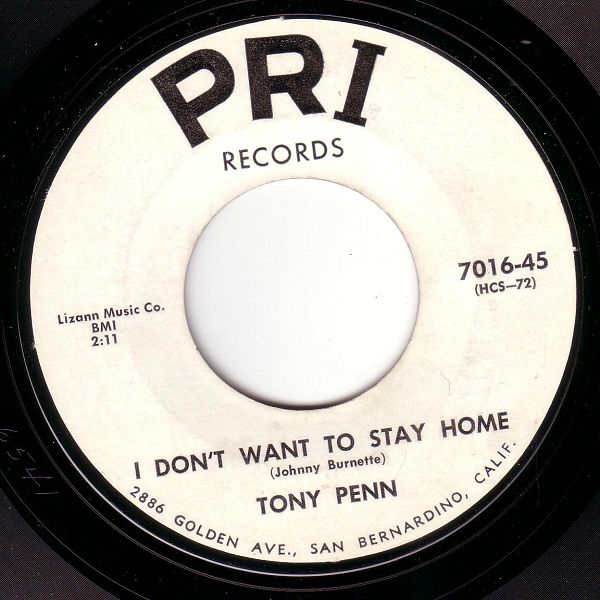 PRI
RECORDS
7016-45
(HCS—72)
Lizann Music Co.
BMI
2:11
I DON'T WANT TO STAY HOME
(Johnny Burnette)
TONY PENN
2886 GOLDEN AVE., SAN BERNARDINO, CALIF.